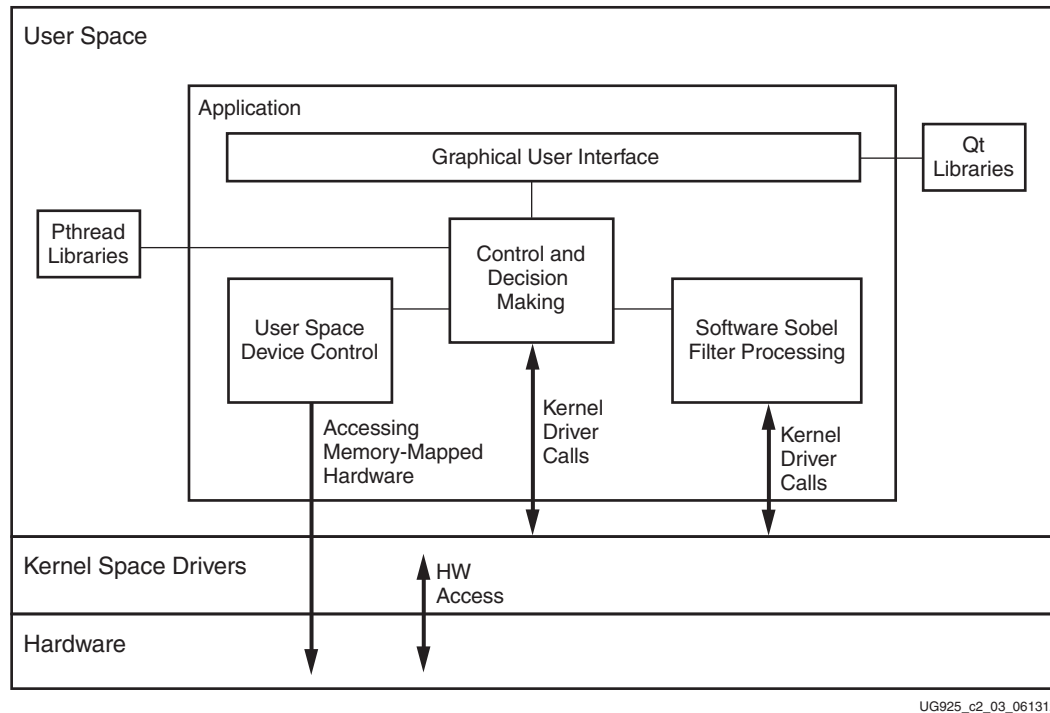 User Space
Application
Graphical User Interface
Qt
Libraries
Pthread
Libraries
Control and
Decision
Making
User Space
Device Control
Software Sobel
Filter Processing
Accessing
Memory-Mapped
Hardware
Kernel
Driver
Calls
Kernel
Driver
Calls
Kernel Space Drivers
HW
Access
Hardware
UG925_c2_03_06131